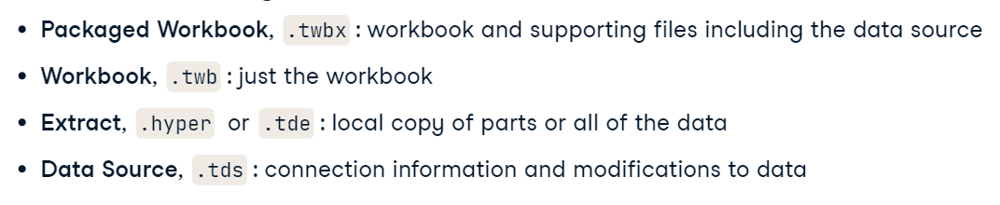 • Packaged Workbook, .twbx : workbook and supporting files including the data source
• Workbook, .twb : just the workbook
• Extract, .hyper or .tde : local copy of parts or all of the data
• Data Source, .tds : connection information and modifications to data